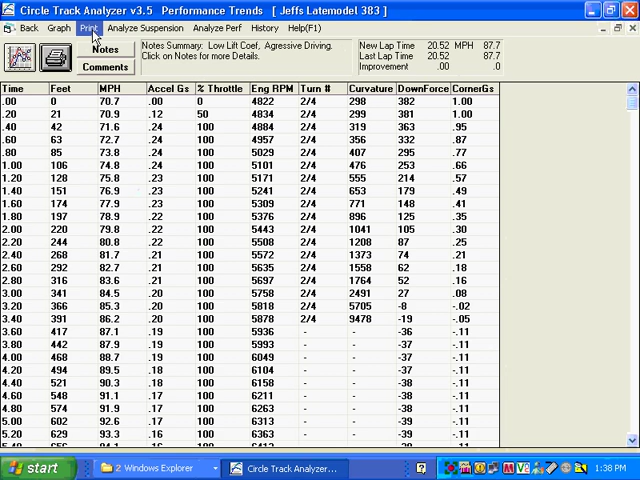 Circle Track Analyzer v3.5 Performance Trends [ Jeffs Latemodel 383 ]
Back Graph Print Analyze Suspension Analyze Perf History Help(F1)
Notes
Comments
Notes Summary: Low Lift Coef, Agressive Driving.
Click on Notes for more Details.
New Lap Time 20.52 MPH 87.7
Last Lap Time 20.52 87.7
Improvement .00 .0
Time Feet MPH Accel Gs % Throttle Eng RPM Turn # Curvature DownForce CornerGs
.00 0 70.7 .00 0 4822 2/4 298 382 1.00
.20 21 70.9 .12 50 4834 2/4 299 381 1.00
.40 42 71.6 .24 100 4884 2/4 319 363 .95
.60 63 72.7 .24 100 4957 2/4 356 332 .87
.80 85 73.8 .24 100 5029 2/4 407 295 .77
1.00 106 74.8 .24 100 5101 2/4 476 253 .66
1.20 128 75.8 .23 100 5171 2/4 555 214 .57
1.40 151 76.9 .23 100 5241 2/4 653 179 .49
1.60 174 77.9 .23 100 5309 2/4 771 148 .41
1.80 197 78.9 .22 100 5376 2/4 896 125 .35
2.00 220 79.8 .22 100 5443 2/4 1041 105 .30
2.20 244 80.8 .22 100 5508 2/4 1208 87 .25
2.40 268 81.7 .21 100 5572 2/4 1373 74 .21
2.60 292 82.7 .21 100 5635 2/4 1558 62 .18
2.80 316 83.6 .21 100 5697 2/4 1764 52 .16
3.00 341 84.5 .20 100 5758 2/4 2491 27 .08
3.20 366 85.3 .20 100 5818 2/4 5705 -8 -.02
3.40 391 86.2 .20 100 5878 2/4 9478 -19 -.05
3.60 417 87.1 .19 100 5936 - - -36 -.11
3.80 442 87.9 .19 100 5993 - - -37 -.11
4.00 468 88.7 .19 100 6049 - - -37 -.11
4.20 494 89.5 .18 100 6104 - - -37 -.11
4.40 521 90.3 .18 100 6158 - - -38 -.11
4.60 548 91.1 .17 100 6211 - - -38 -.11
4.80 574 91.9 .17 100 6263 - - -38 -.11
5.00 602 92.6 .17 100 6313 - - -39 -.11
5.20 629 93.3 .16 100 6363 - - -39 -.11
start 2 Windows Explorer Circle Track Analyzer... 1:38 PM